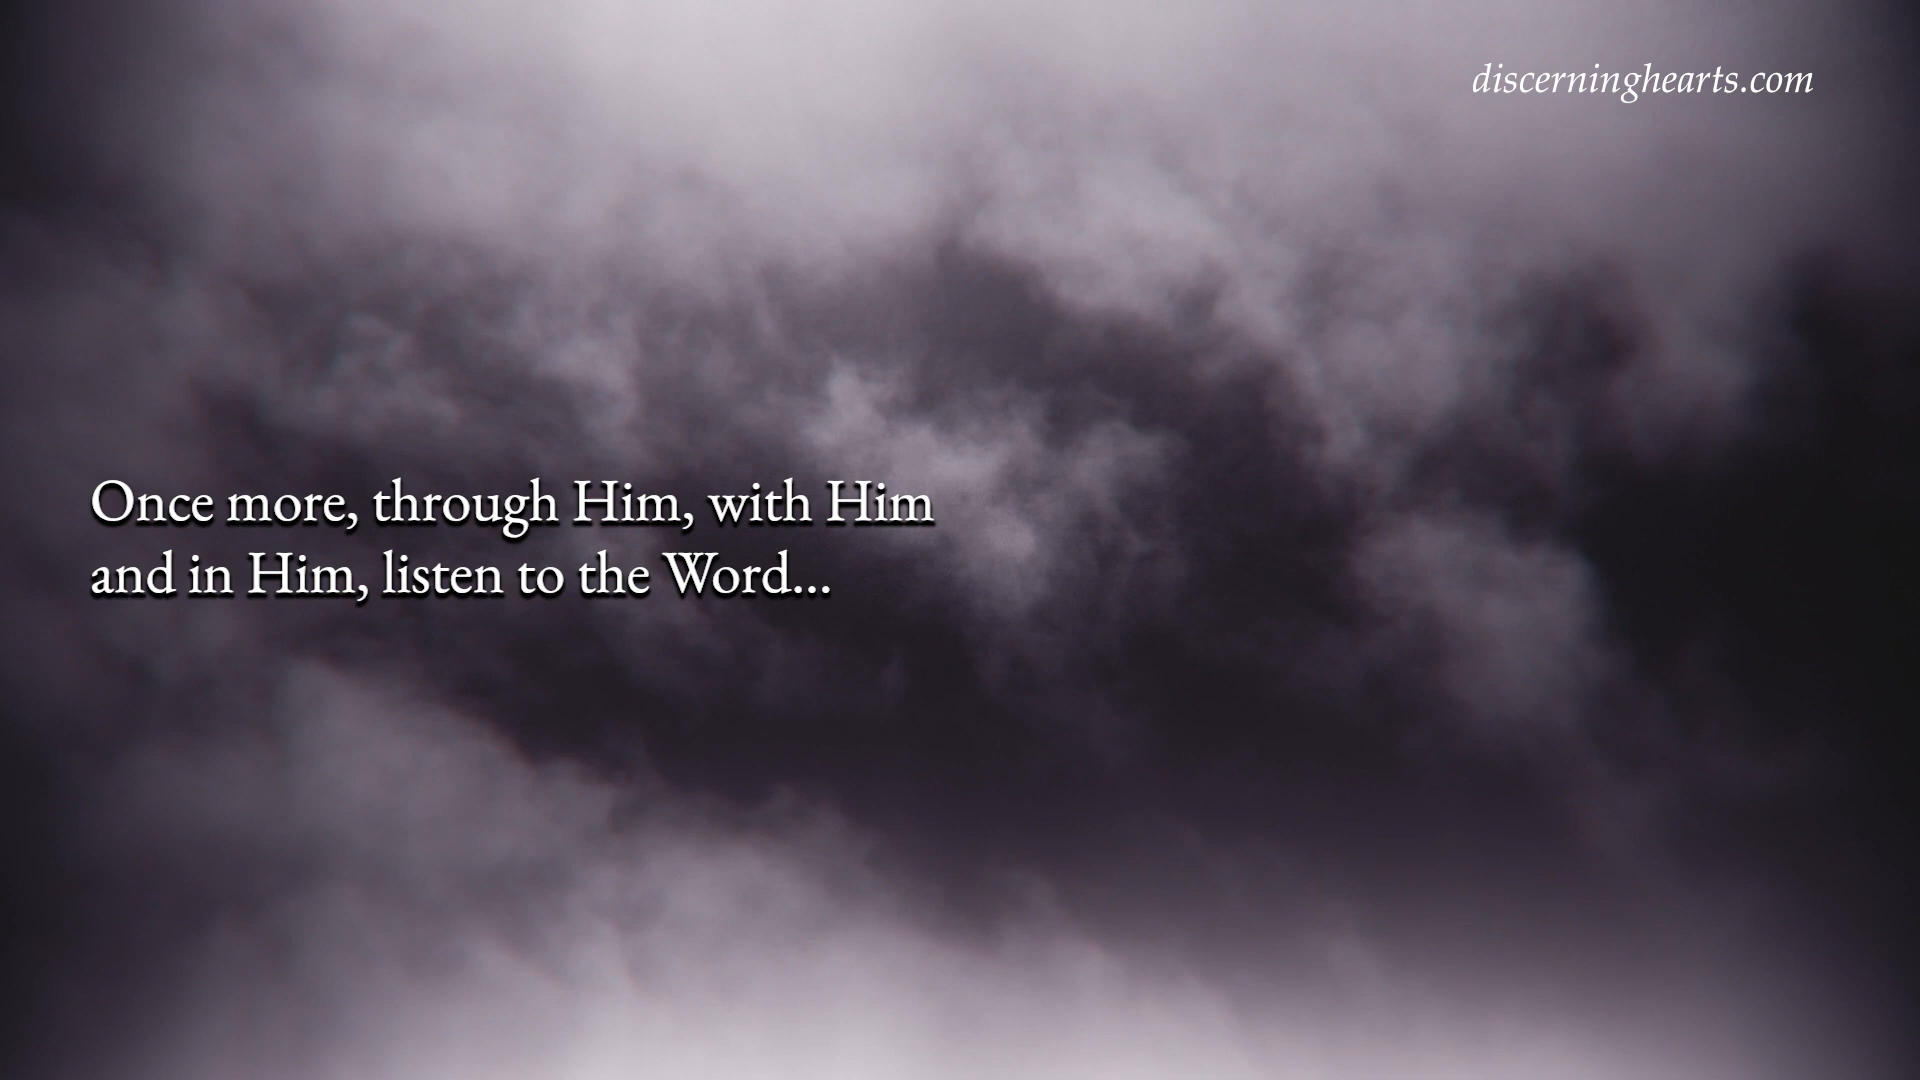 discerninghearts.com
Once more, through Him, with Him
and in Him, listen to the Word...